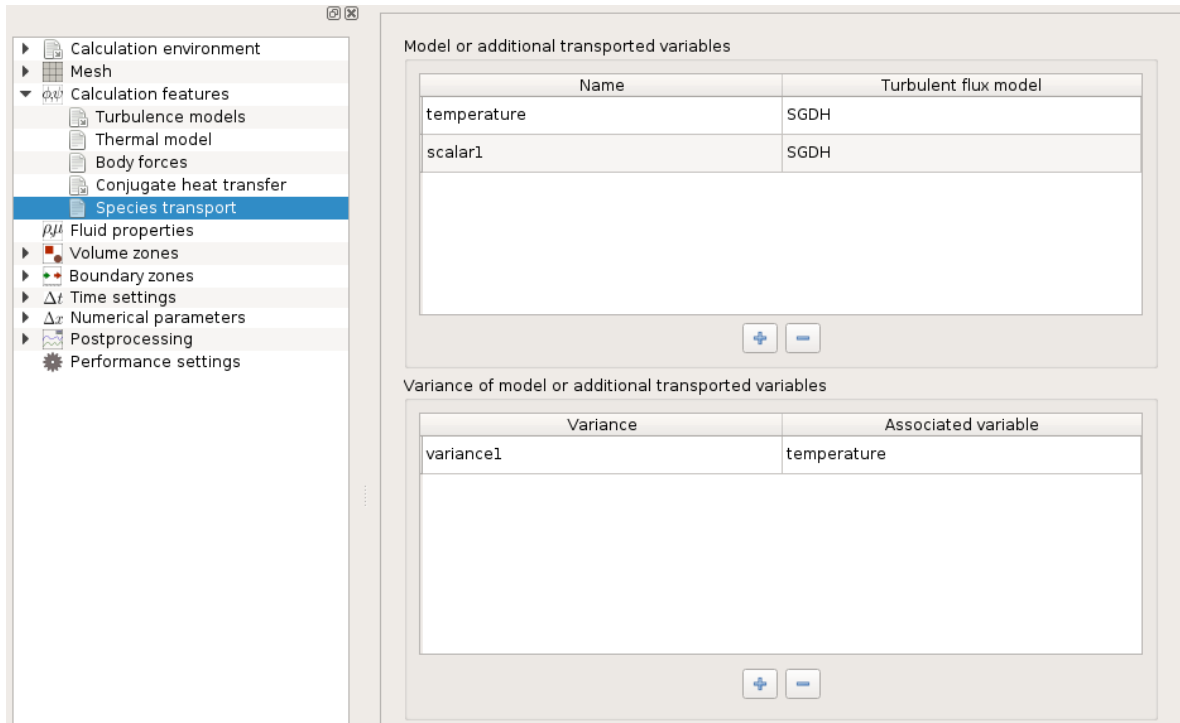 Calculation environment
Mesh
φ,ψ Calculation features
Turbulence models
Thermal model
Body forces
Conjugate heat transfer
Species transport
ρ,μ Fluid properties
Volume zones
Boundary zones
Δt Time settings
Δx Numerical parameters
Postprocessing
Performance settings
Model or additional transported variables
Name Turbulent flux model
temperature SGDH
scalar1 SGDH
Variance of model or additional transported variables
Variance Associated variable
variance1 temperature